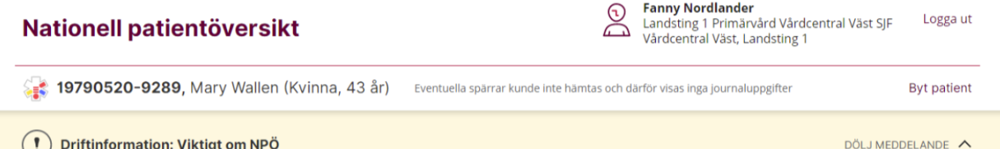 Nationell patientöversikt
Fanny Nordlander
Landsting 1 Primärvård Vårdcentral Väst SJF
Vårdcentral Väst, Landsting 1
Logga ut
19790520-9289, Mary Wallen (Kvinna, 43 år)
Eventuella spärrar kunde inte hämtas och därför visas inga journaluppgifter
Byt patient
Driftinformation: Viktigt om NPÖ
DÖLJ MEDDELANDE